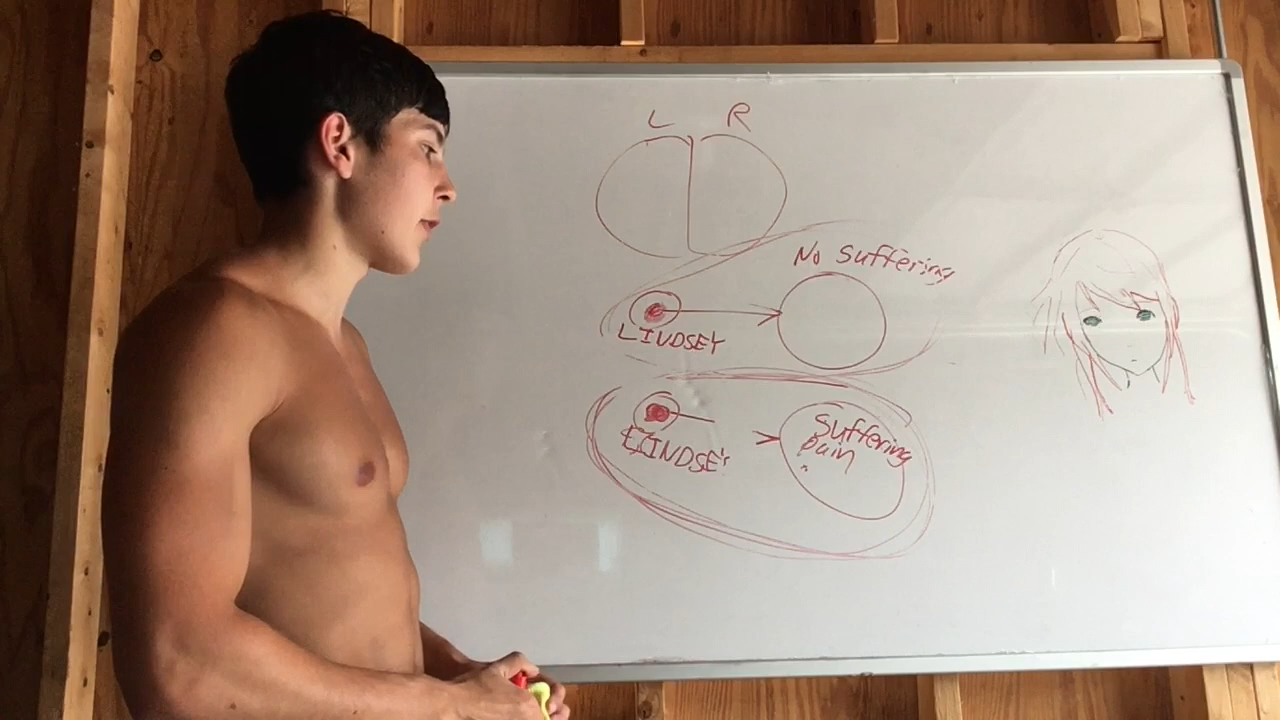 L R
No suffering
LINDSEY
LINDSEY
suffering
pain